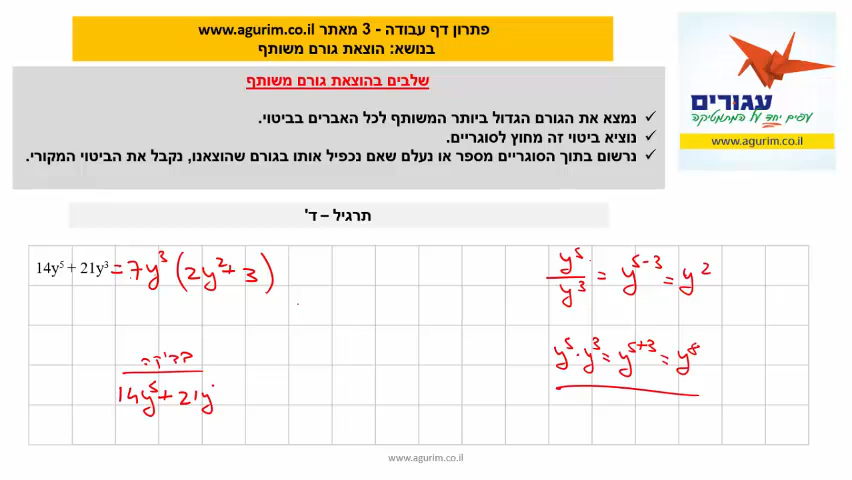 פתרון דף עבודה - 3 מאתר www.agurim.co.il
בנושא: הוצאת גורם משותף
עגורים
עפים יחד על המתמטיקה
www.agurim.co.il
שלבים בהוצאת גורם משותף
✓ נמצא את הגורם הגדול ביותר המשותף לכל האברים בביטוי.
✓ נוציא ביטוי זה מחוץ לסוגריים.
✓ נרשום בתוך הסוגריים מספר או נעלם שאם נכפיל אותו בגורם שהוצאנו, נקבל את הביטוי המקורי.
תרגיל – ד'
14y⁵ + 21y³ = 7y³ (2y² + 3)
y⁵/y³ = y⁵⁻³ = y²
בדיקה
14y⁵ + 21y
y⁵ · y³ = y⁵⁺³ = y⁸
www.agurim.co.il